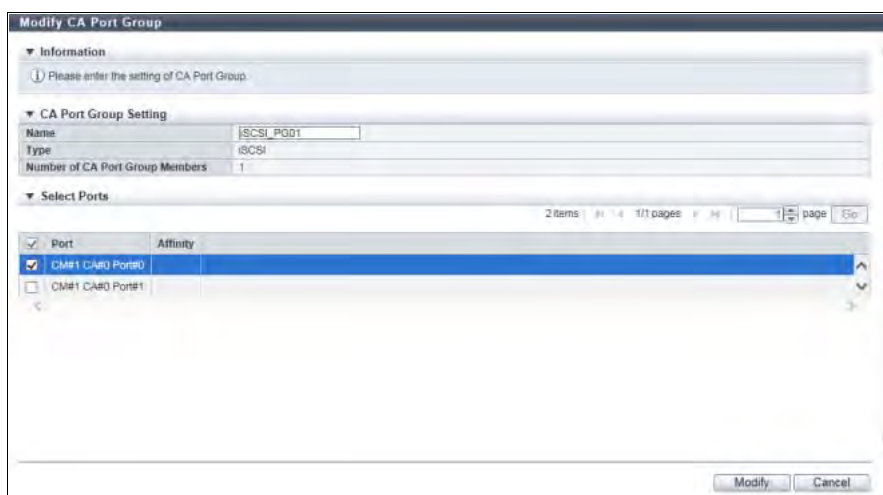 Modify CA Port Group
Information
Please enter the setting of CA Port Group.
CA Port Group Setting
Name iSCSI_PG01
Type iSCSI
Number of CA Port Group Members 1
Select Ports
2 items 1/1 pages 1 page Go
Port Affinity
CM#1 CA#0 Port#0
CM#1 CA#0 Port#1
Modify Cancel